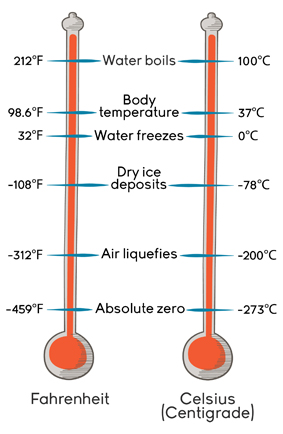 212°F Water boils 100°C
Body
98.6°F temperature 37°C
32°F Water freezes 0°C
Dry ice
-108°F deposits -78°C
-312°F Air liquefies -200°C
-459°F Absolute zero -273°C
Fahrenheit Celsius
(Centigrade)